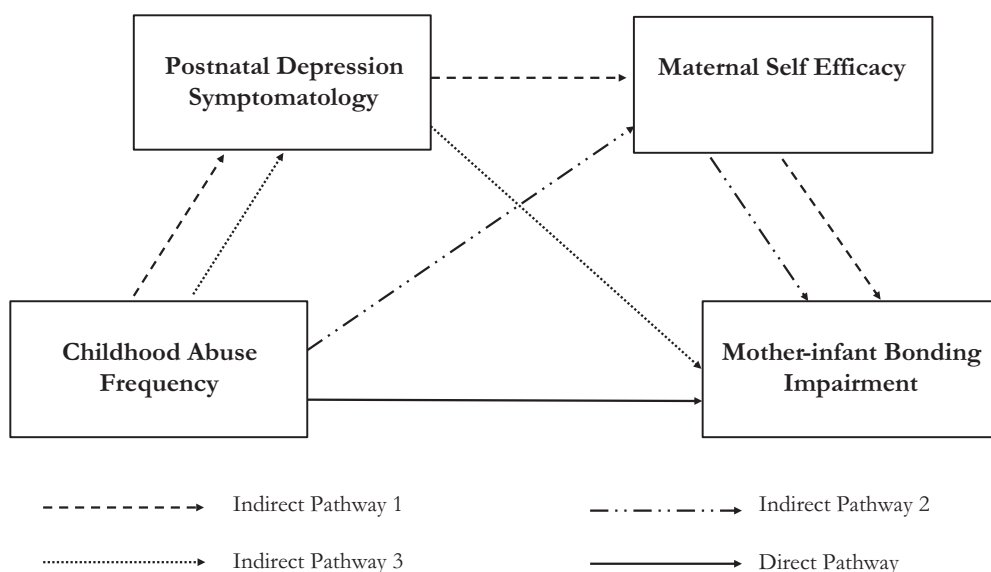 Postnatal Depression
Symptomatology
Maternal Self Efficacy
Childhood Abuse
Frequency
Mother-infant Bonding
Impairment
Indirect Pathway 1
Indirect Pathway 2
Indirect Pathway 3
Direct Pathway